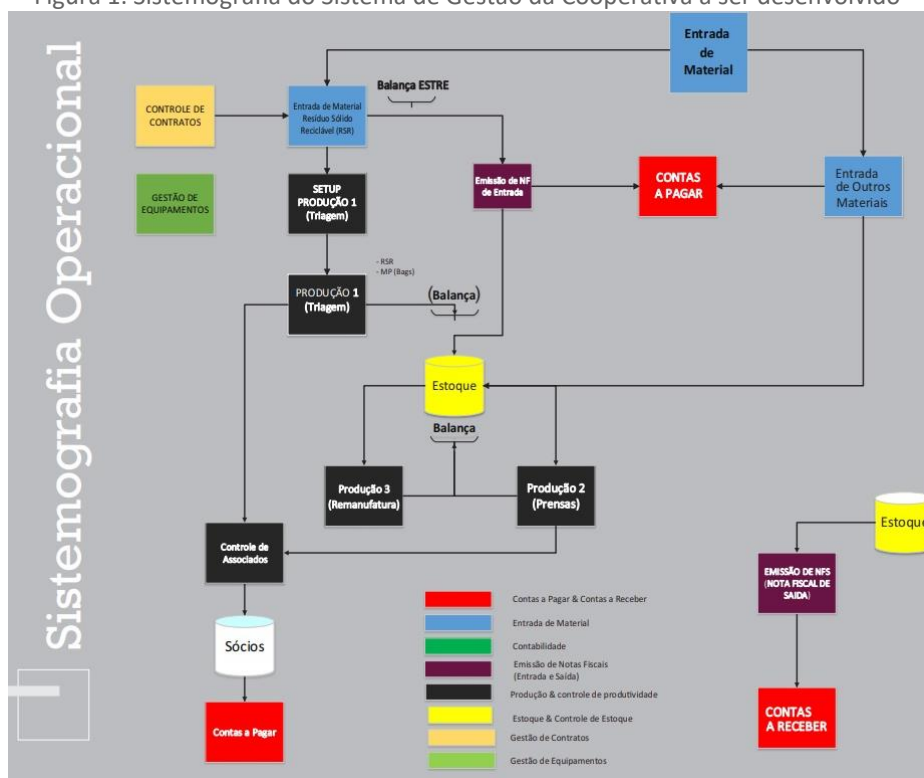 Figura 1: Sistemografia do Sistema de Gestão da Cooperativa a ser desenvolvido
Sistemografia Operacional
Entrada
de
Material
Balança ESTRE
CONTROLE DE
CONTRATOS
Entrada de Material
Resíduo Sólido
Reciclável (RSR)
GESTÃO DE
EQUIPAMENTOS
SETUP
PRODUÇÃO 1
(Triagem)
Emissão de NF
de Entrada
CONTAS
A PAGAR
Entrada
de Outros
Materiais
- RSR
- MP (Bags)
PRODUÇÃO 1
(Triagem)
(Balança)
Estoque
Balança
Produção 3
(Remanufatura)
Produção 2
(Prensas)
Estoque
Controle de
Associados
EMISSÃO DE NFS
(NOTA FISCAL DE
SAIDA)
Sócios
Contas a Pagar
CONTAS
A RECEBER
Contas a Pagar & Contas a Receber
Entrada de Material
Contabilidade
Emissão de Notas Fiscais
(Entrada e Saída)
Produção & controle de produtividade
Estoque & Controle de Estoque
Gestão de Contratos
Gestão de Equipamentos